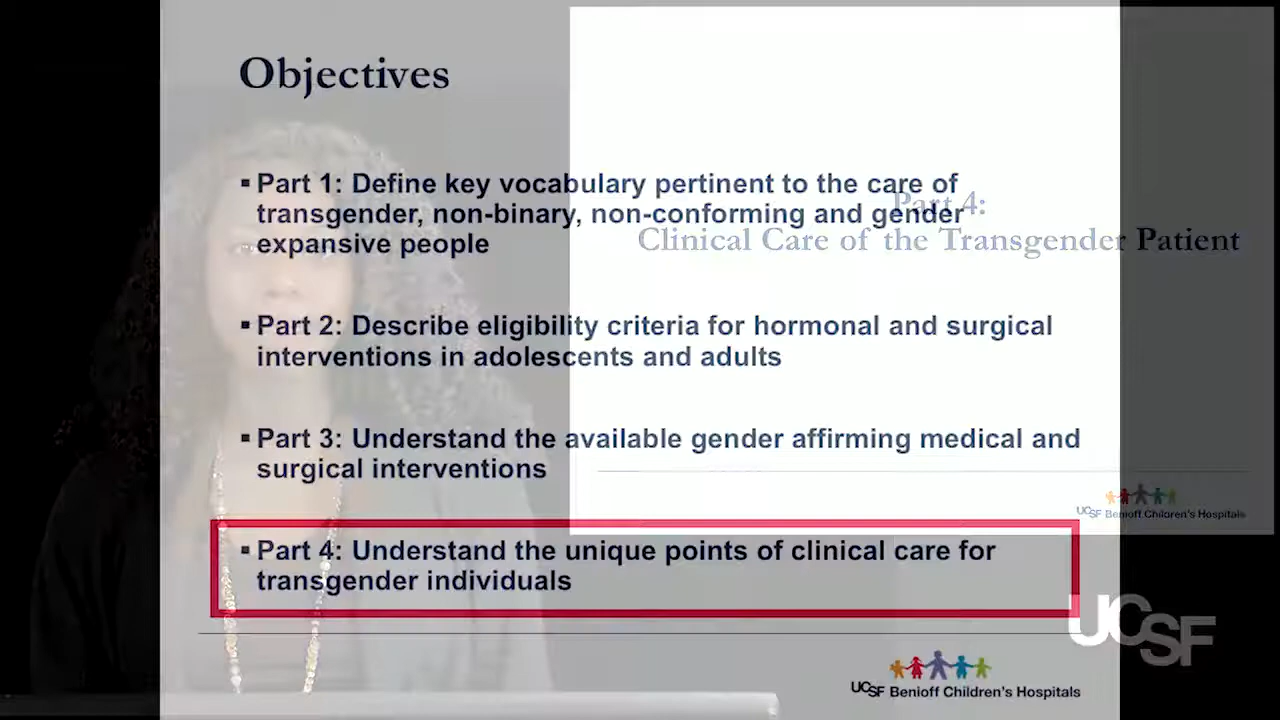 Objectives
▪ Part 1: Define key vocabulary pertinent to the care of
transgender, non-binary, non-conforming and gender
expansive people
▪ Part 2: Describe eligibility criteria for hormonal and surgical
interventions in adolescents and adults
▪ Part 3: Understand the available gender affirming medical and
surgical interventions
▪ Part 4: Understand the unique points of clinical care for
transgender individuals
UCSF Benioff Children's Hospitals
Part 4:
Clinical Care of the Transgender Patient
UCSF Benioff Children's Hospitals
UCSF